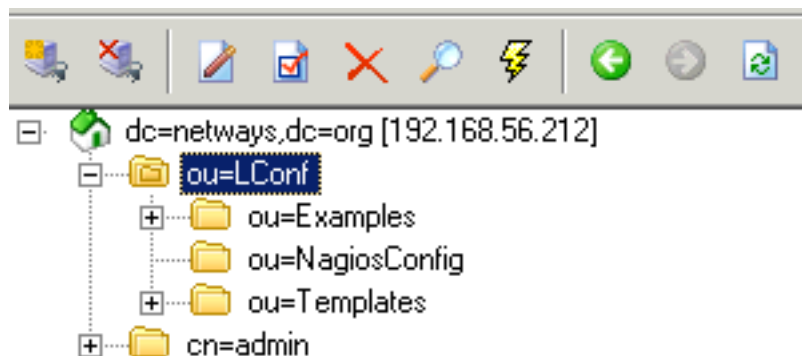 dc=netways,dc=org [192.168.56.212]
ou=LConf
ou=Examples
ou=NagiosConfig
ou=Templates
cn=admin